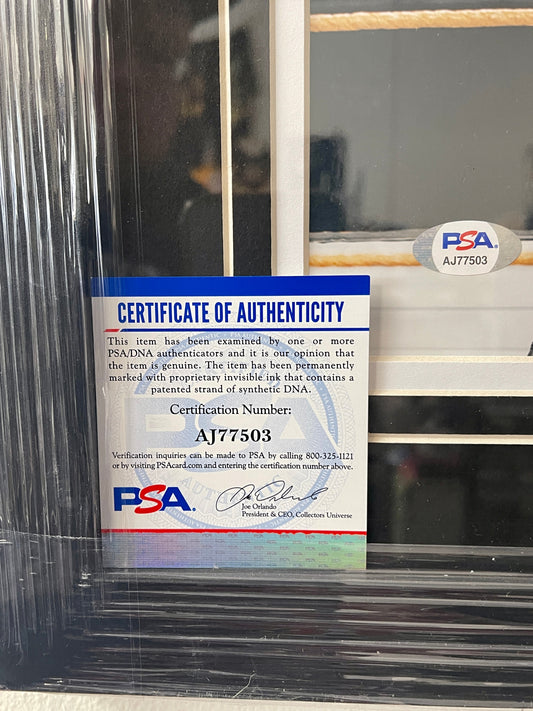 PSA
AJ77503
CERTIFICATE OF AUTHENTICITY
This item has been examined by one or more
PSA/DNA authenticators and it is our opinion that
the item is genuine. The item has been permanently
marked with proprietary invisible ink that contains a
patented strand of synthetic DNA.
Certification Number:
AJ77503
Verification inquiries can be made to PSA by calling 800-325-1121
or by visiting PSAcard.com and entering the certification number above.
PSA
Joe Orlando
Joe Orlando
President & CEO, Collectors Universe